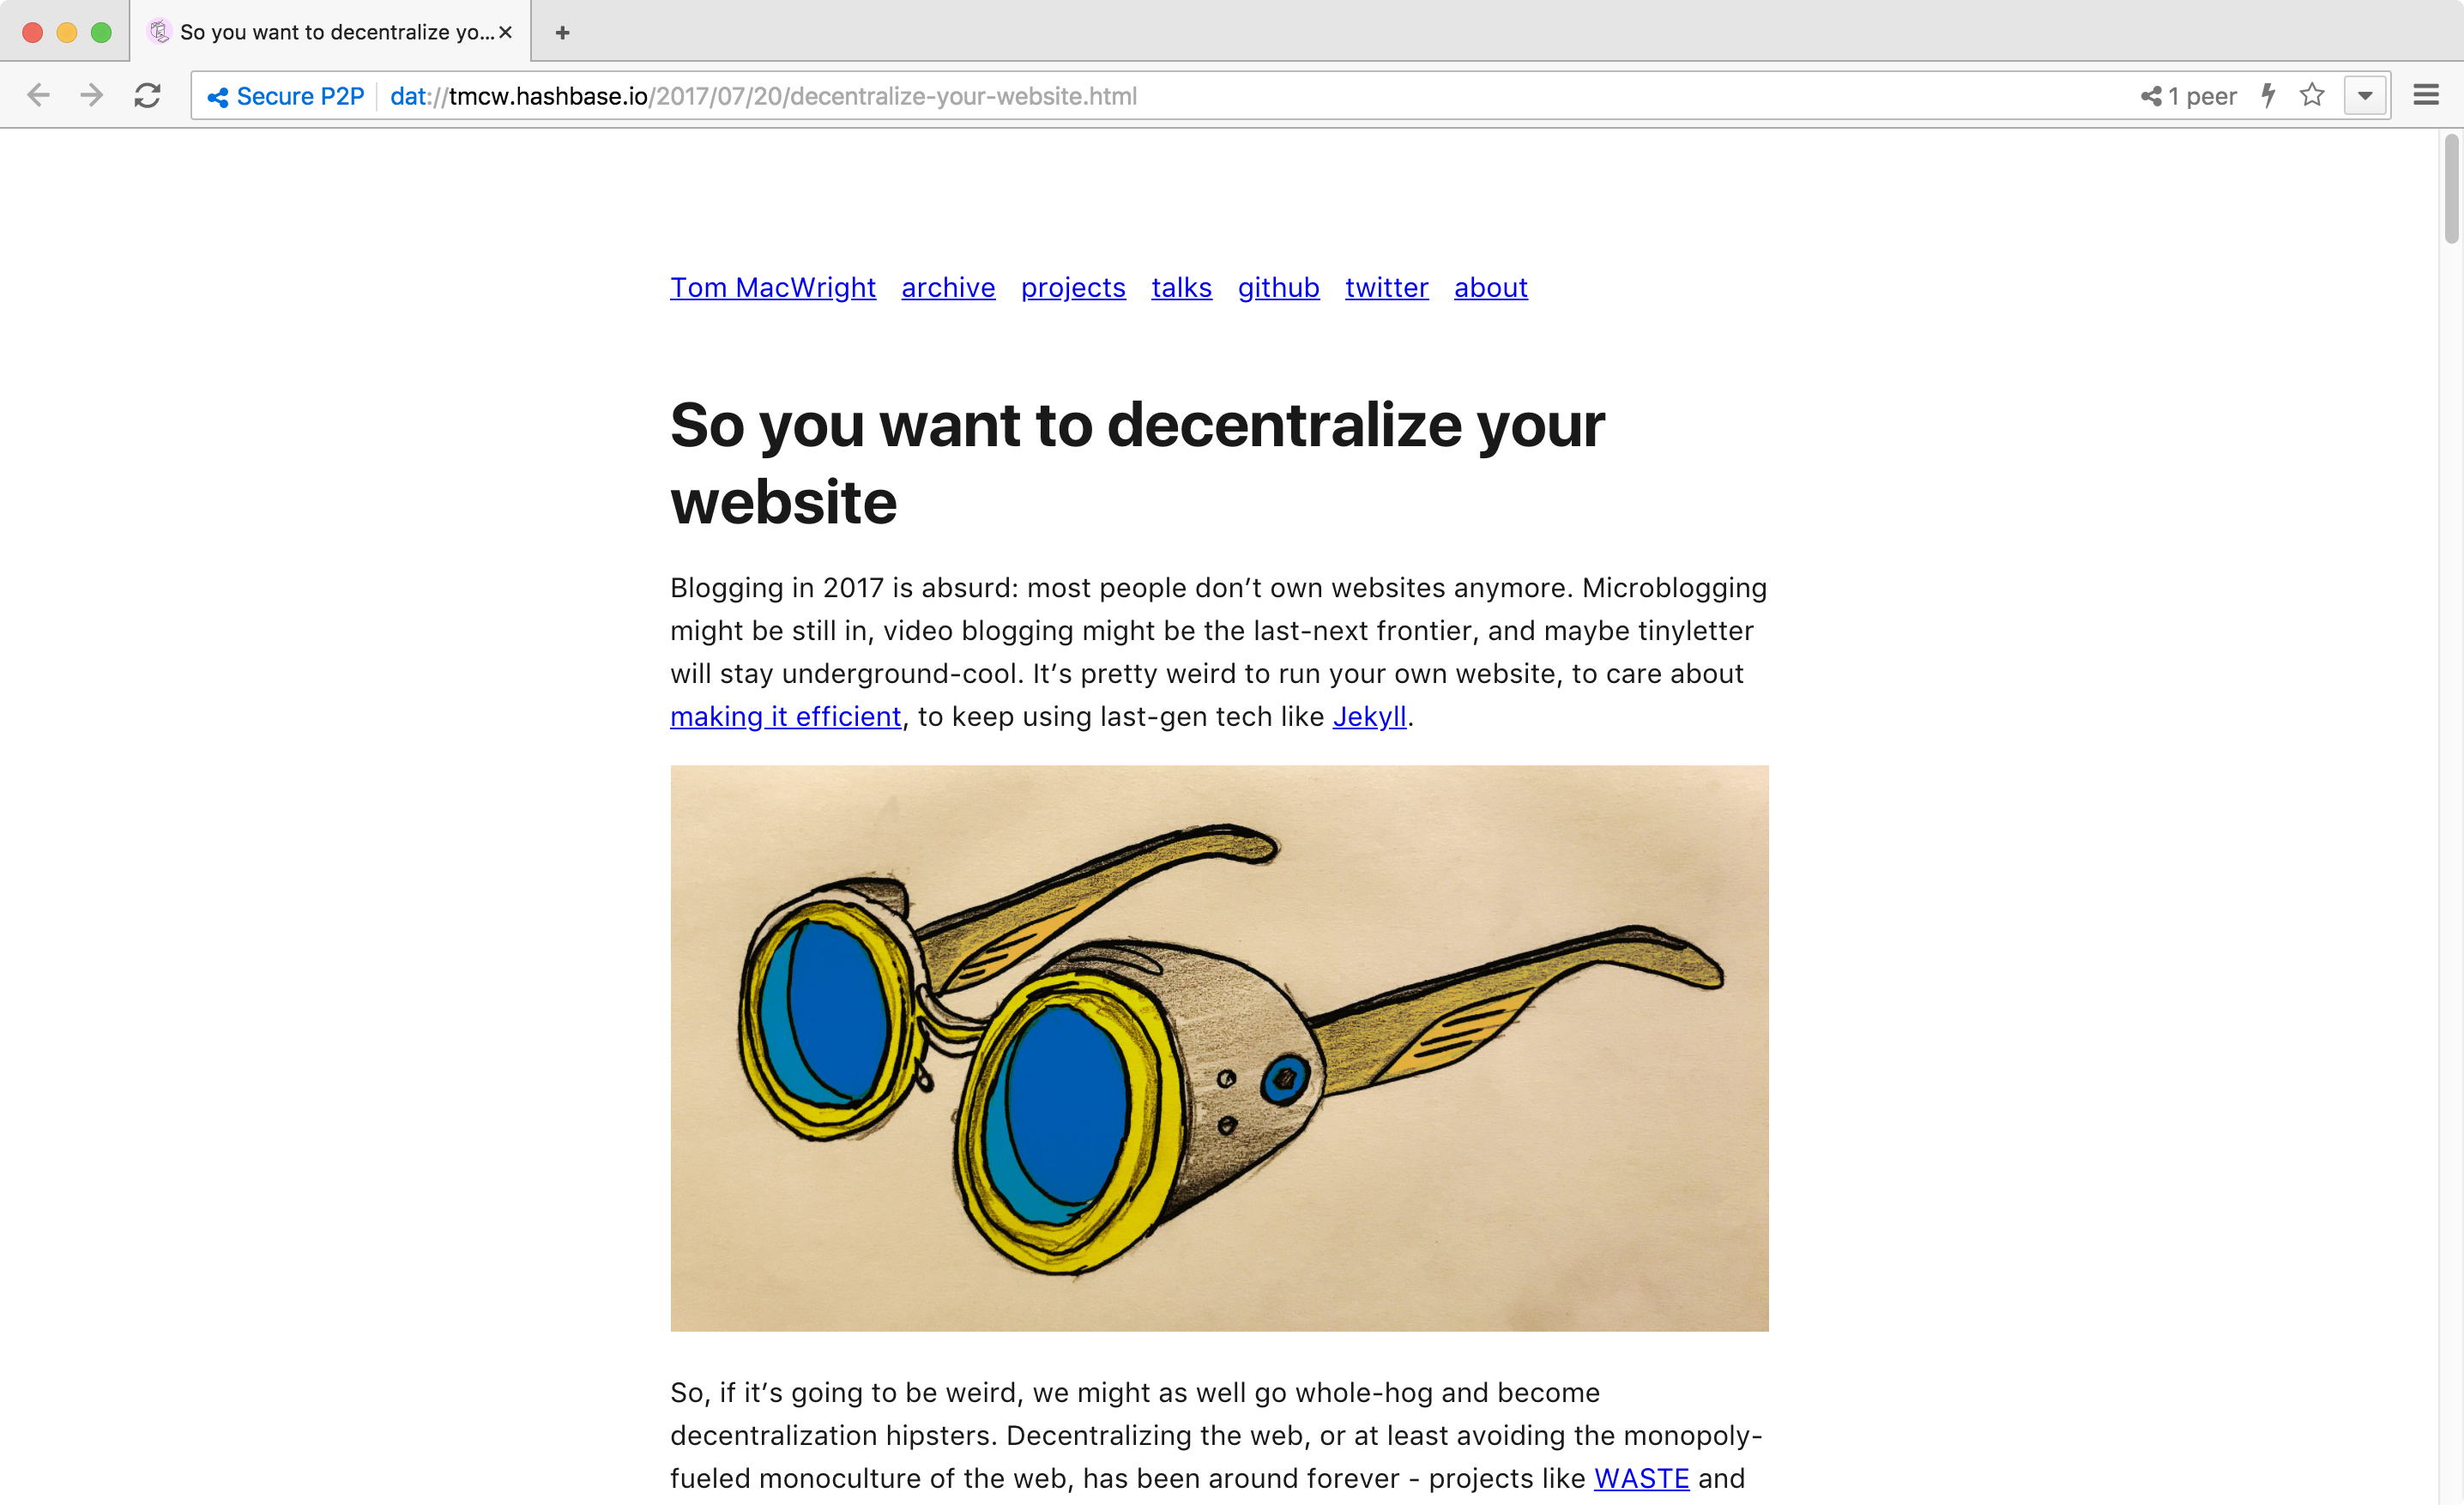 So you want to decentralize yo...
Secure P2P dat://tmcw.hashbase.io/2017/07/20/decentralize-your-website.html 1 peer
Tom MacWright archive projects talks github twitter about
So you want to decentralize your
website
Blogging in 2017 is absurd: most people don’t own websites anymore. Microblogging
might be still in, video blogging might be the last-next frontier, and maybe tinyletter
will stay underground-cool. It’s pretty weird to run your own website, to care about
making it efficient, to keep using last-gen tech like Jekyll.
So, if it’s going to be weird, we might as well go whole-hog and become
decentralization hipsters. Decentralizing the web, or at least avoiding the monopoly-
fueled monoculture of the web, has been around forever - projects like WASTE and